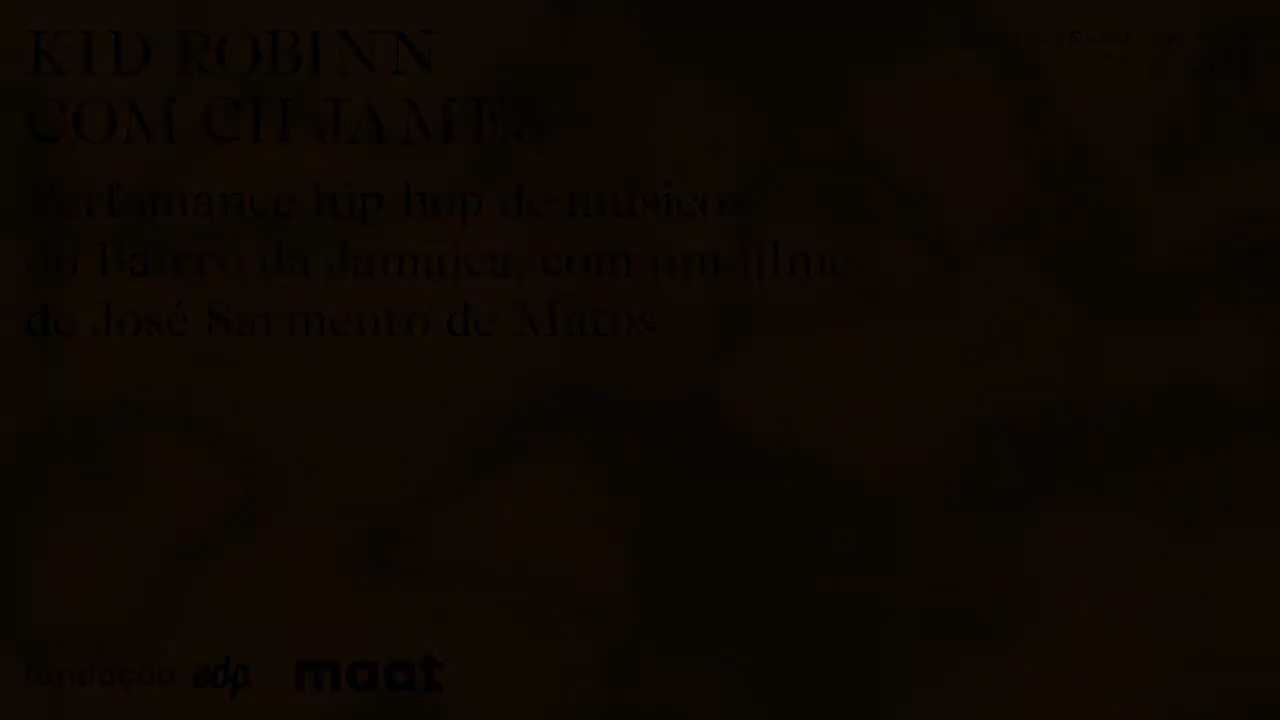 KID ROBINN
COM CH JAMES
Perfomance hip hop de músicos
do Bairro da Jamaica, com um filme
de José Sarmento de Matos
fundação edp maat